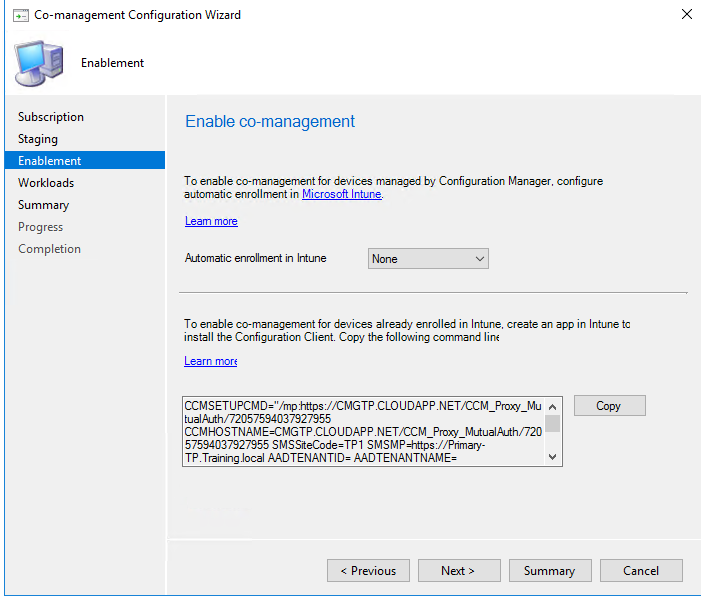 Co-management Configuration Wizard
Enablement
Subscription
Staging
Enablement
Workloads
Summary
Progress
Completion
Enable co-management
To enable co-management for devices managed by Configuration Manager, configure
automatic enrollment in Microsoft Intune.
Learn more
Automatic enrollment in Intune
None
To enable co-management for devices already enrolled in Intune, create an app in Intune to
install the Configuration Client. Copy the following command line
Learn more
CCMSETUPCMD="/mp:https://CMGTP.CLOUDAPP.NET/CCM_Proxy_Mu
tualAuth/72057594037927955
CCMHOSTNAME=CMGTP.CLOUDAPP.NET/CCM_Proxy_MutualAuth/720
57594037927955 SMSSiteCode=TP1 SMSMP=https://Primary-
TP.Training.local AADTENANTID= AADTENANTNAME=
Copy
< Previous
Next >
Summary
Cancel